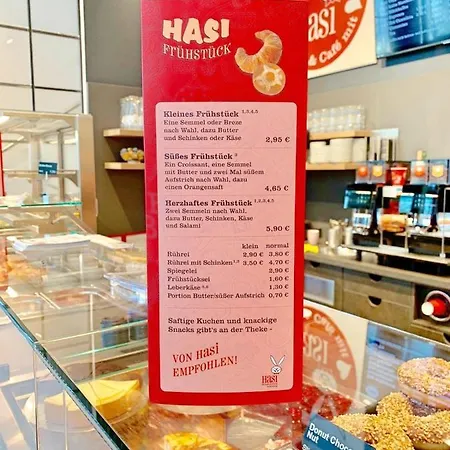 HASI
FRÜHSTÜCK
Kleines Frühstück 1,3,4,5
Eine Semmel oder Breze
nach Wahl, dazu Butter
und Schinken oder Käse 2,95 €
Süßes Frühstück 3
Ein Croissant, eine Semmel
mit Butter und zwei Mal süßem
Aufstrich nach Wahl, dazu
einen Orangensaft 4,65 €
Herzhaftes Frühstück 1,2,3,4,5
Zwei Semmeln nach Wahl,
dazu Butter, Schinken, Käse
und Salami 5,90 €
klein normal
Rührei 2,90 € 3,80 €
Rührei mit Schinken 3,50 € 4,70 €
Spiegelei 2,90 €
Frühstücksei 1,60 €
Leberkäse 1,30 €
Portion Butter/süßer Aufstrich 0,70 €
Saftige Kuchen und knackige
Snacks gibt's an der Theke -
VON Hasi
EMPFOHLEN!
Hasi
Hasi
& Café mit
Donut Choco
Nut